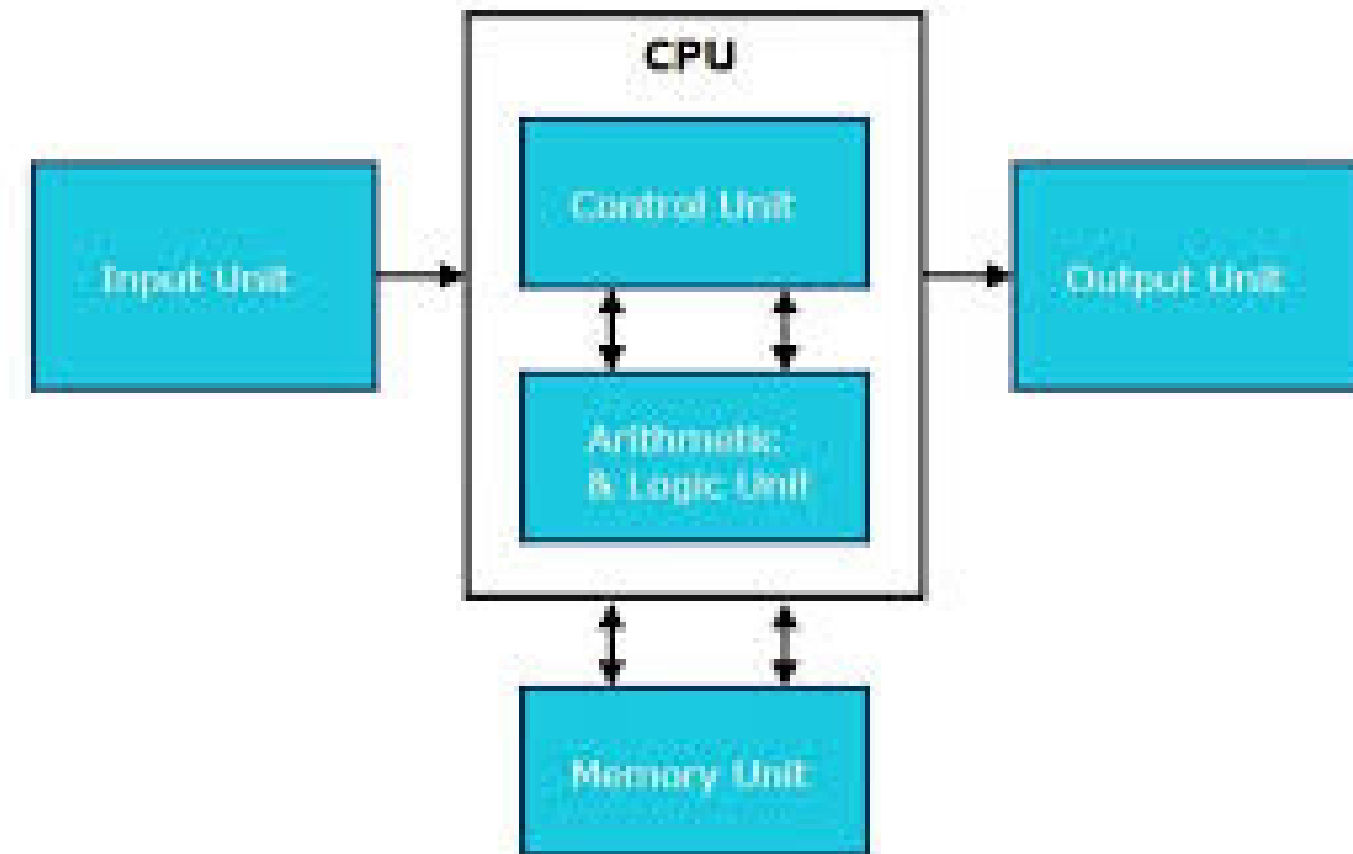 CPU
Control Unit
Input Unit
Output Unit
Arithmetic
& Logic Unit
Memory Unit